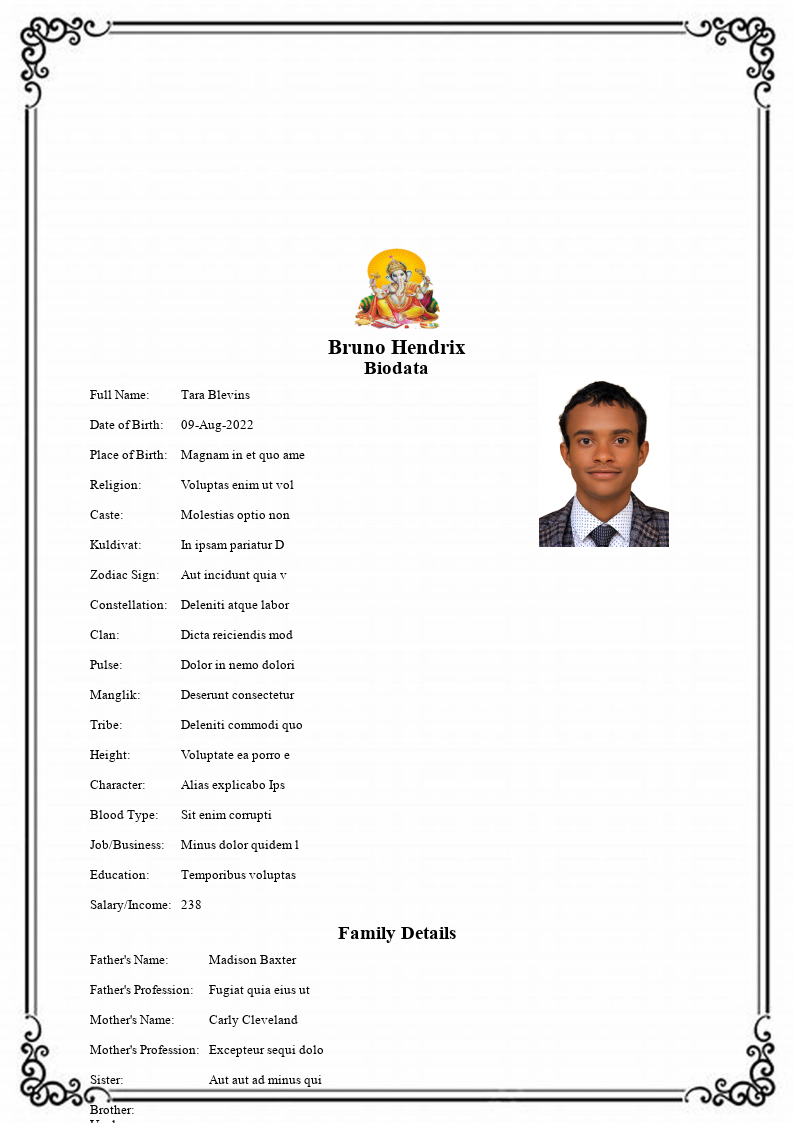 Bruno Hendrix
Biodata
Full Name: Tara Blevins
Date of Birth: 09-Aug-2022
Place of Birth: Magnam in et quo ame
Religion: Voluptas enim ut vol
Caste: Molestias optio non
Kuldivat: In ipsam pariatur D
Zodiac Sign: Aut incidunt quia v
Constellation: Deleniti atque labor
Clan: Dicta reiciendis mod
Pulse: Dolor in nemo dolori
Manglik: Deserunt consectetur
Tribe: Deleniti commodi quo
Height: Voluptate ea porro e
Character: Alias explicabo Ips
Blood Type: Sit enim corrupti
Job/Business: Minus dolor quidem l
Education: Temporibus voluptas
Salary/Income: 238
Family Details
Father's Name: Madison Baxter
Father's Profession: Fugiat quia eius ut
Mother's Name: Carly Cleveland
Mother's Profession: Excepteur sequi dolo
Sister: Aut aut ad minus qui
Brother: